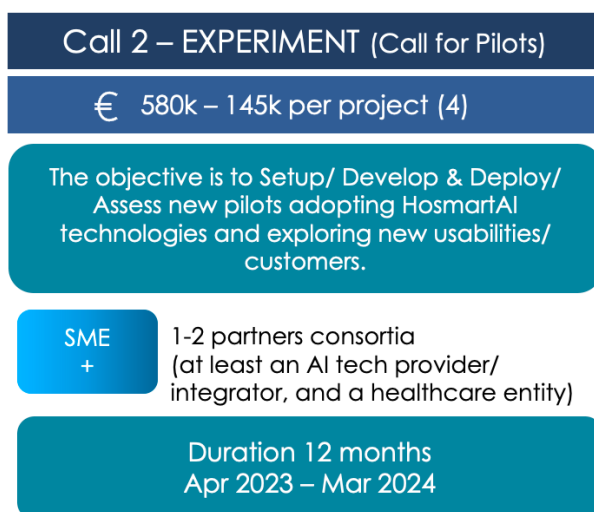 Call 2 – EXPERIMENT (Call for Pilots)
€ 580k – 145k per project (4)
The objective is to Setup/ Develop & Deploy/
Assess new pilots adopting HosmartAI
technologies and exploring new usabilities/
customers.
SME
+
1-2 partners consortia
(at least an AI tech provider/
integrator, and a healthcare entity)
Duration 12 months
Apr 2023 – Mar 2024